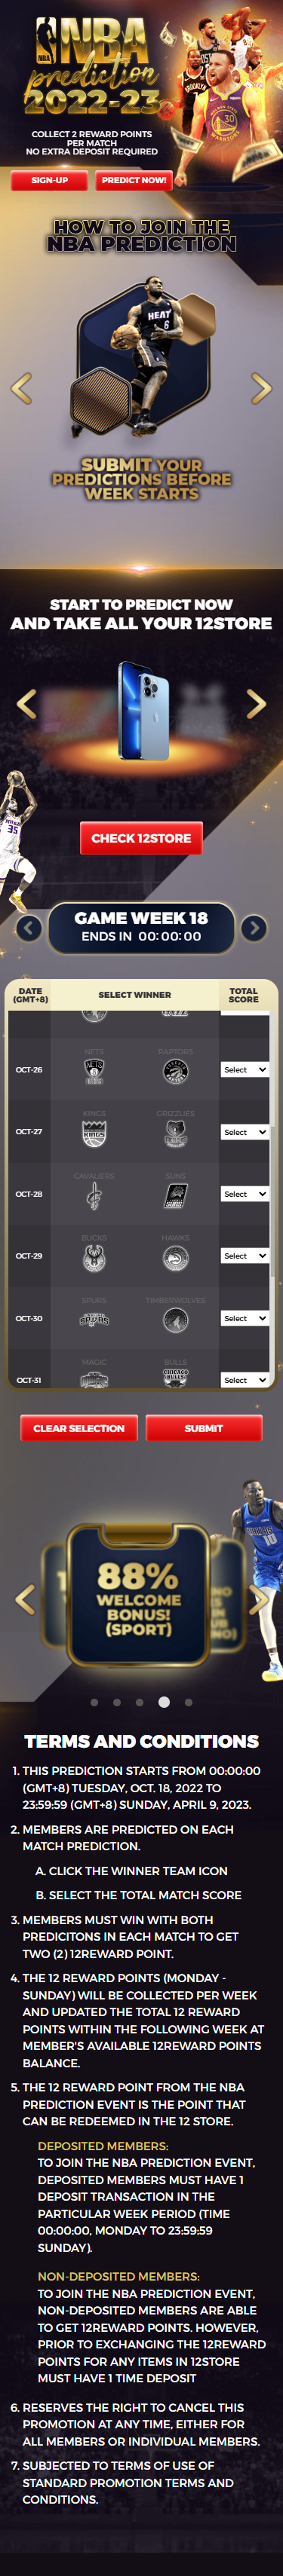 NBA
NBA
prediction
2022-23
COLLECT 2 REWARD POINTS
PER MATCH
NO EXTRA DEPOSIT REQUIRED
SIGN-UP
PREDICT NOW!
BROOKLYN
7
GOLDEN STATE
30
WARRIORS
HOW TO JOIN THE
NBA PREDICTION
HEAT
6
SUBMIT YOUR
PREDICTIONS BEFORE
WEEK STARTS
START TO PREDICT NOW
AND TAKE ALL YOUR 12STORE
35
CHECK 12STORE
GAME WEEK 18
ENDS IN 00: 00: 00
DATE
(GMT+8)
SELECT WINNER
TOTAL
SCORE
NETS
RAPTORS
OCT-26
Select
KINGS
GRIZZLIES
OCT-27
KINGS
Select
CAVALIERS
SUNS
OCT-28
Select
BUCKS
HAWKS
OCT-29
Select
SPURS
TIMBERWOLVES
OCT-30
SPURS
Select
MAGIC
BULLS
OCT-31
CHICAGO
BULLS
Select
CLEAR SELECTION
SUBMIT
10
88%
WELCOME
BONUS!
(SPORT)
TERMS AND CONDITIONS
1. THIS PREDICTION STARTS FROM 00:00:00
(GMT+8) TUESDAY, OCT. 18, 2022 TO
23:59:59 (GMT+8) SUNDAY, APRIL 9, 2023.
2. MEMBERS ARE PREDICTED ON EACH
MATCH PREDICTION.
A. CLICK THE WINNER TEAM ICON
B. SELECT THE TOTAL MATCH SCORE
3. MEMBERS MUST WIN WITH BOTH
PREDICITONS IN EACH MATCH TO GET
TWO (2) 12REWARD POINT.
4. THE 12 REWARD POINTS (MONDAY -
SUNDAY) WILL BE COLLECTED PER WEEK
AND UPDATED THE TOTAL 12 REWARD
POINTS WITHIN THE FOLLOWING WEEK AT
MEMBER'S AVAILABLE 12REWARD POINTS
BALANCE.
5. THE 12 REWARD POINT FROM THE NBA
PREDICTION EVENT IS THE POINT THAT
CAN BE REDEEMED IN THE 12 STORE.
DEPOSITED MEMBERS:
TO JOIN THE NBA PREDICTION EVENT,
DEPOSITED MEMBERS MUST HAVE 1
DEPOSIT TRANSACTION IN THE
PARTICULAR WEEK PERIOD (TIME
00:00:00, MONDAY TO 23:59:59
SUNDAY).
NON-DEPOSITED MEMBERS:
TO JOIN THE NBA PREDICTION EVENT,
NON-DEPOSITED MEMBERS ARE ABLE
TO GET 12REWARD POINTS. HOWEVER,
PRIOR TO EXCHANGING THE 12REWARD
POINTS FOR ANY ITEMS IN 12STORE
MUST HAVE 1 TIME DEPOSIT
6. RESERVES THE RIGHT TO CANCEL THIS
PROMOTION AT ANY TIME, EITHER FOR
ALL MEMBERS OR INDIVIDUAL MEMBERS.
7. SUBJECTED TO TERMS OF USE OF
STANDARD PROMOTION TERMS AND
CONDITIONS.